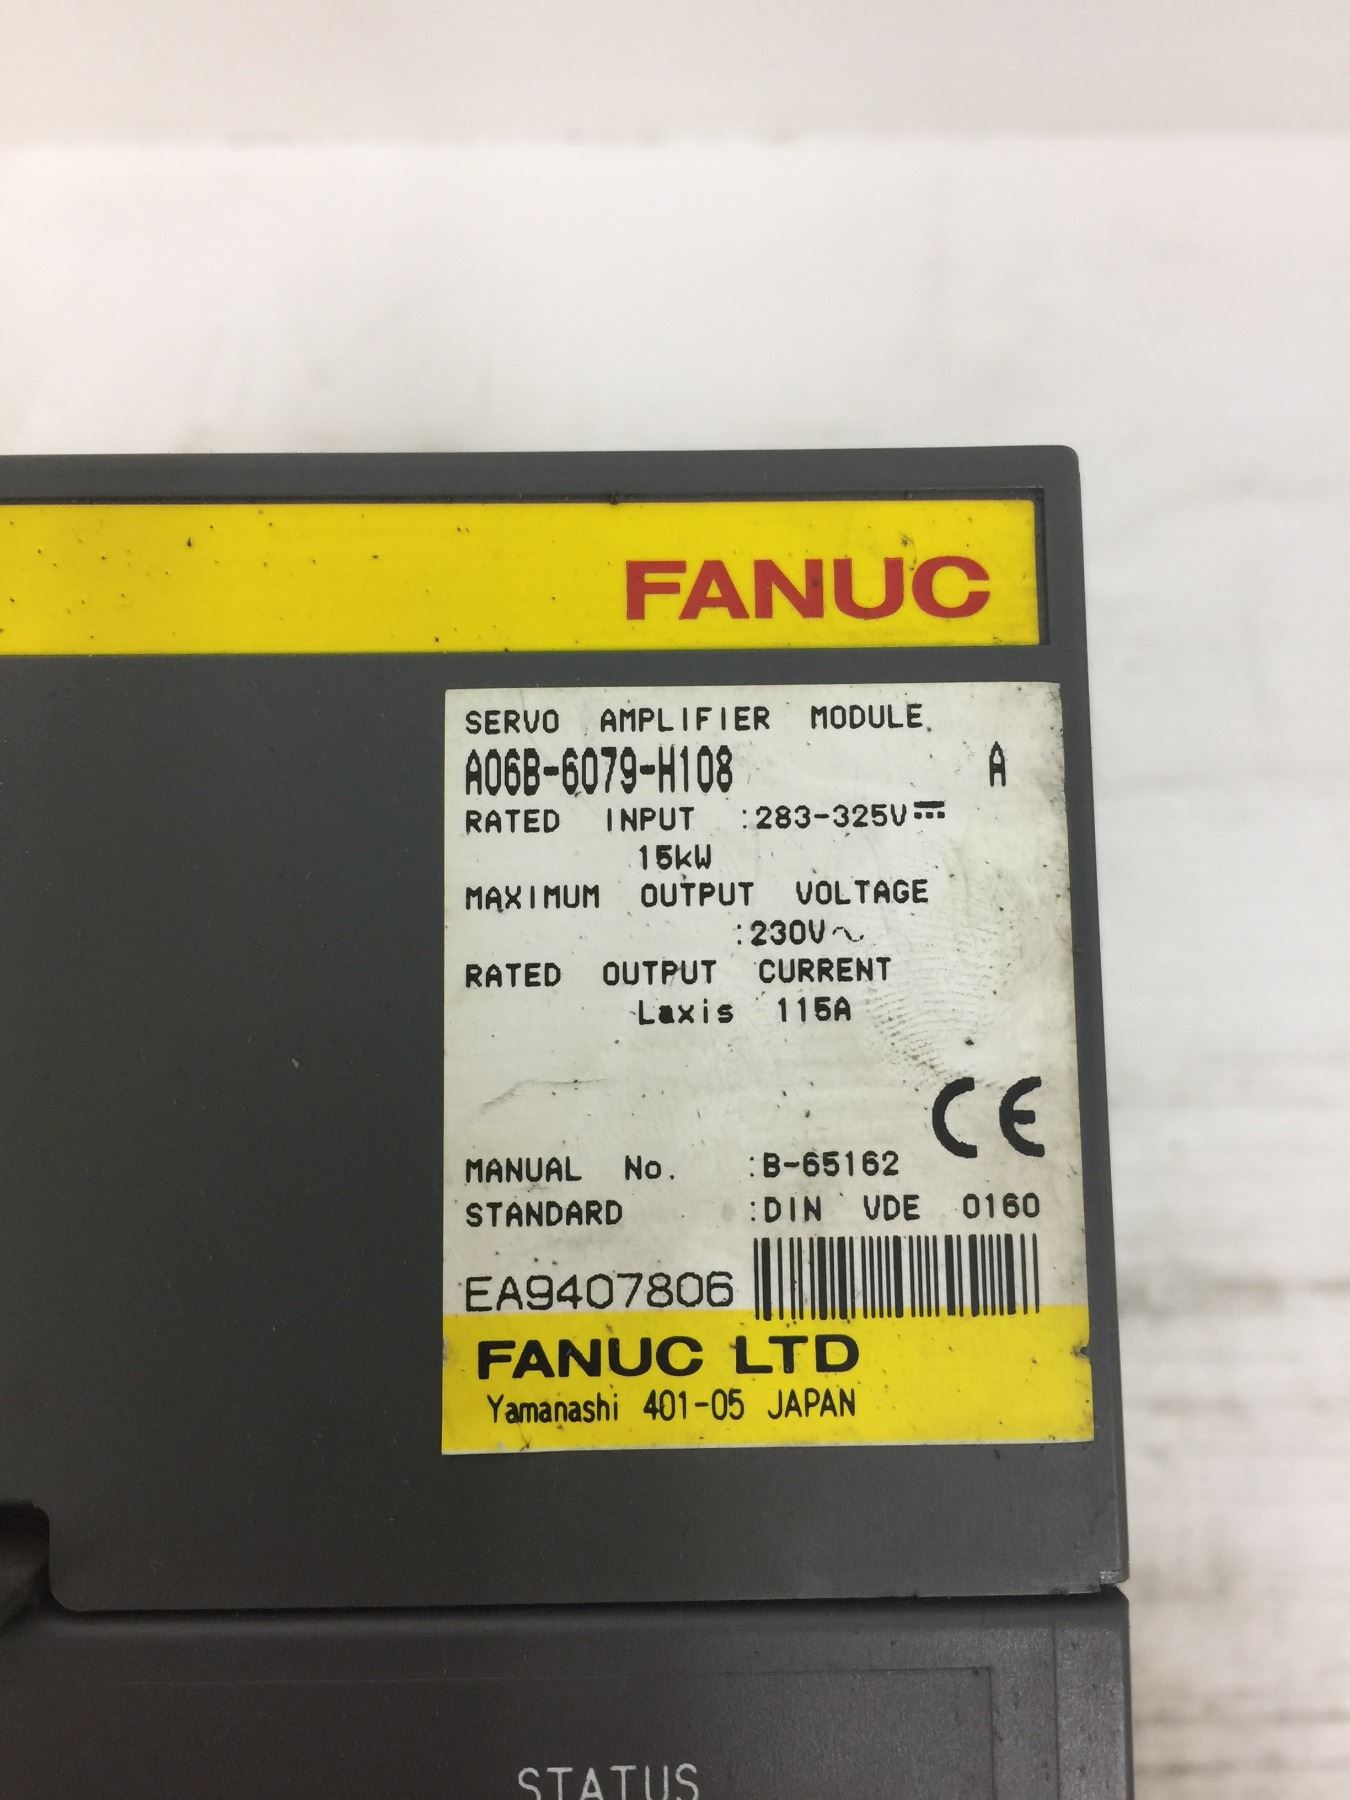 FANUC
SERVO AMPLIFIER MODULE
A06B-6079-H108 A
RATED INPUT :283-325V⎓
15kW
MAXIMUM OUTPUT VOLTAGE
:230V~
RATED OUTPUT CURRENT
Laxis 115A
CE
MANUAL No. :B-65162
STANDARD :DIN VDE 0160
EA9407806
FANUC LTD
Yamanashi 401-05 JAPAN
STATUS